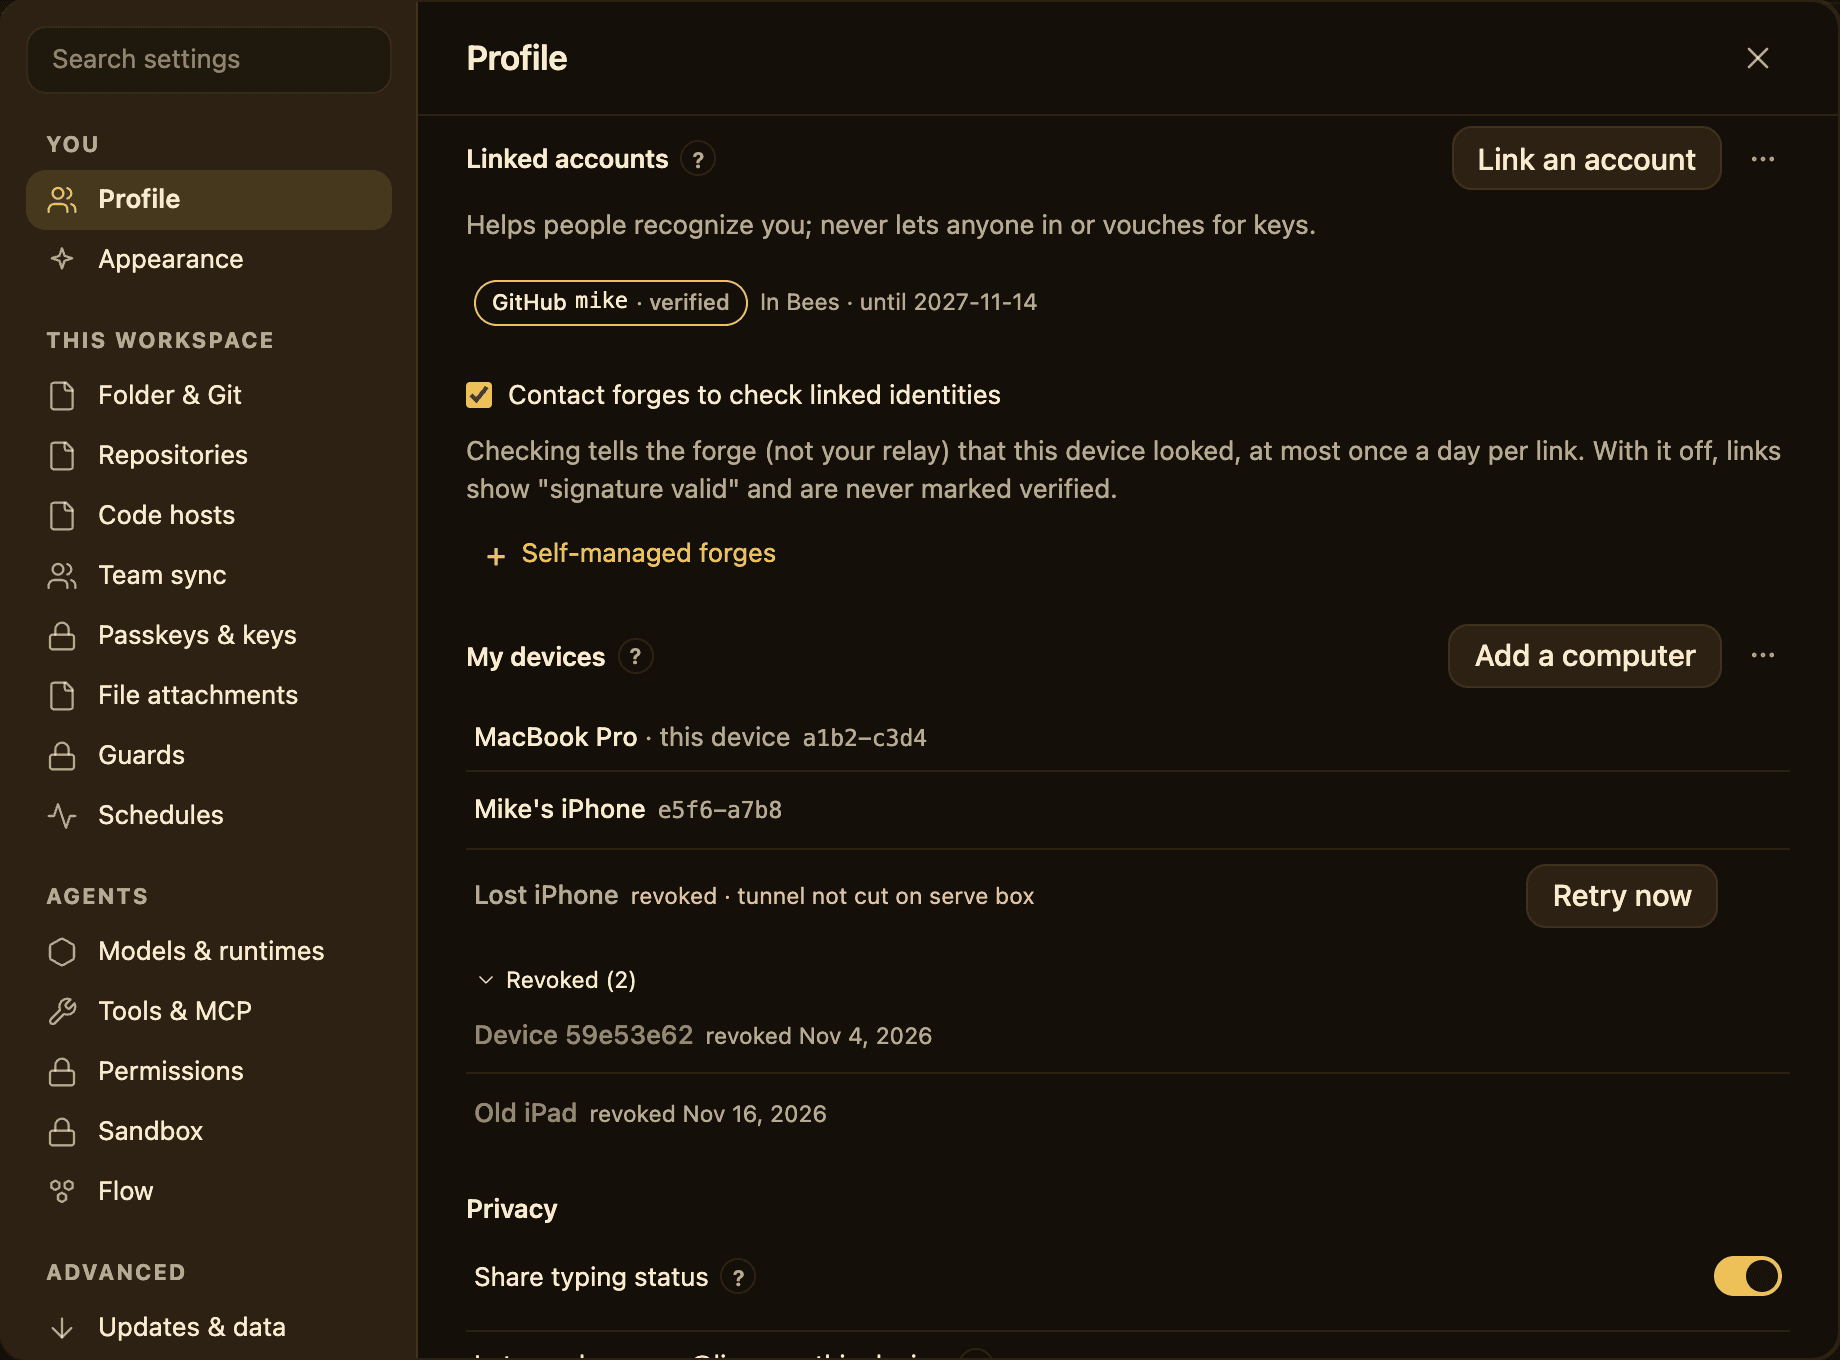 Search settings
YOU
Profile
Appearance
THIS WORKSPACE
Folder & Git
Repositories
Code hosts
Team sync
Passkeys & keys
File attachments
Guards
Schedules
AGENTS
Models & runtimes
Tools & MCP
Permissions
Sandbox
Flow
ADVANCED
Updates & data
Profile
Linked accounts ?
Link an account
Helps people recognize you; never lets anyone in or vouches for keys.
GitHub mike · verified In Bees · until 2027-11-14
Contact forges to check linked identities
Checking tells the forge (not your relay) that this device looked, at most once a day per link. With it off, links
show "signature valid" and are never marked verified.
+ Self-managed forges
My devices ?
Add a computer
MacBook Pro · this device a1b2-c3d4
Mike's iPhone e5f6-a7b8
Lost iPhone revoked · tunnel not cut on serve box
Retry now
Revoked (2)
Device 59e53e62 revoked Nov 4, 2026
Old iPad revoked Nov 16, 2026
Privacy
Share typing status ?